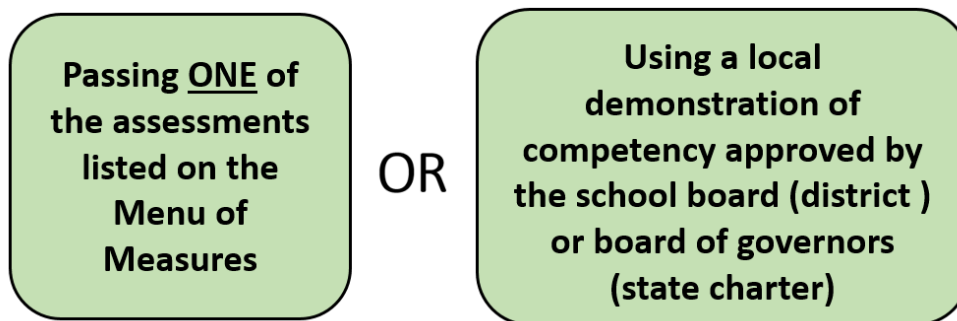 Passing ONE of
the assessments
listed on the
Menu of
Measures
OR
Using a local
demonstration of
competency approved by
the school board (district )
or board of governors
(state charter)